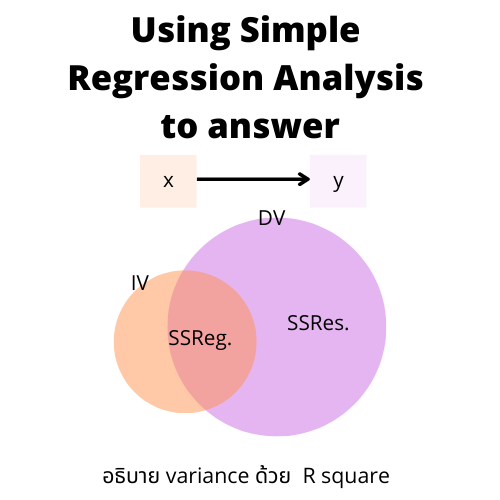 Using Simple
Regression Analysis
to answer
x
y
DV
IV
SSReg.
SSRes.
อธิบาย variance ด้วย R square